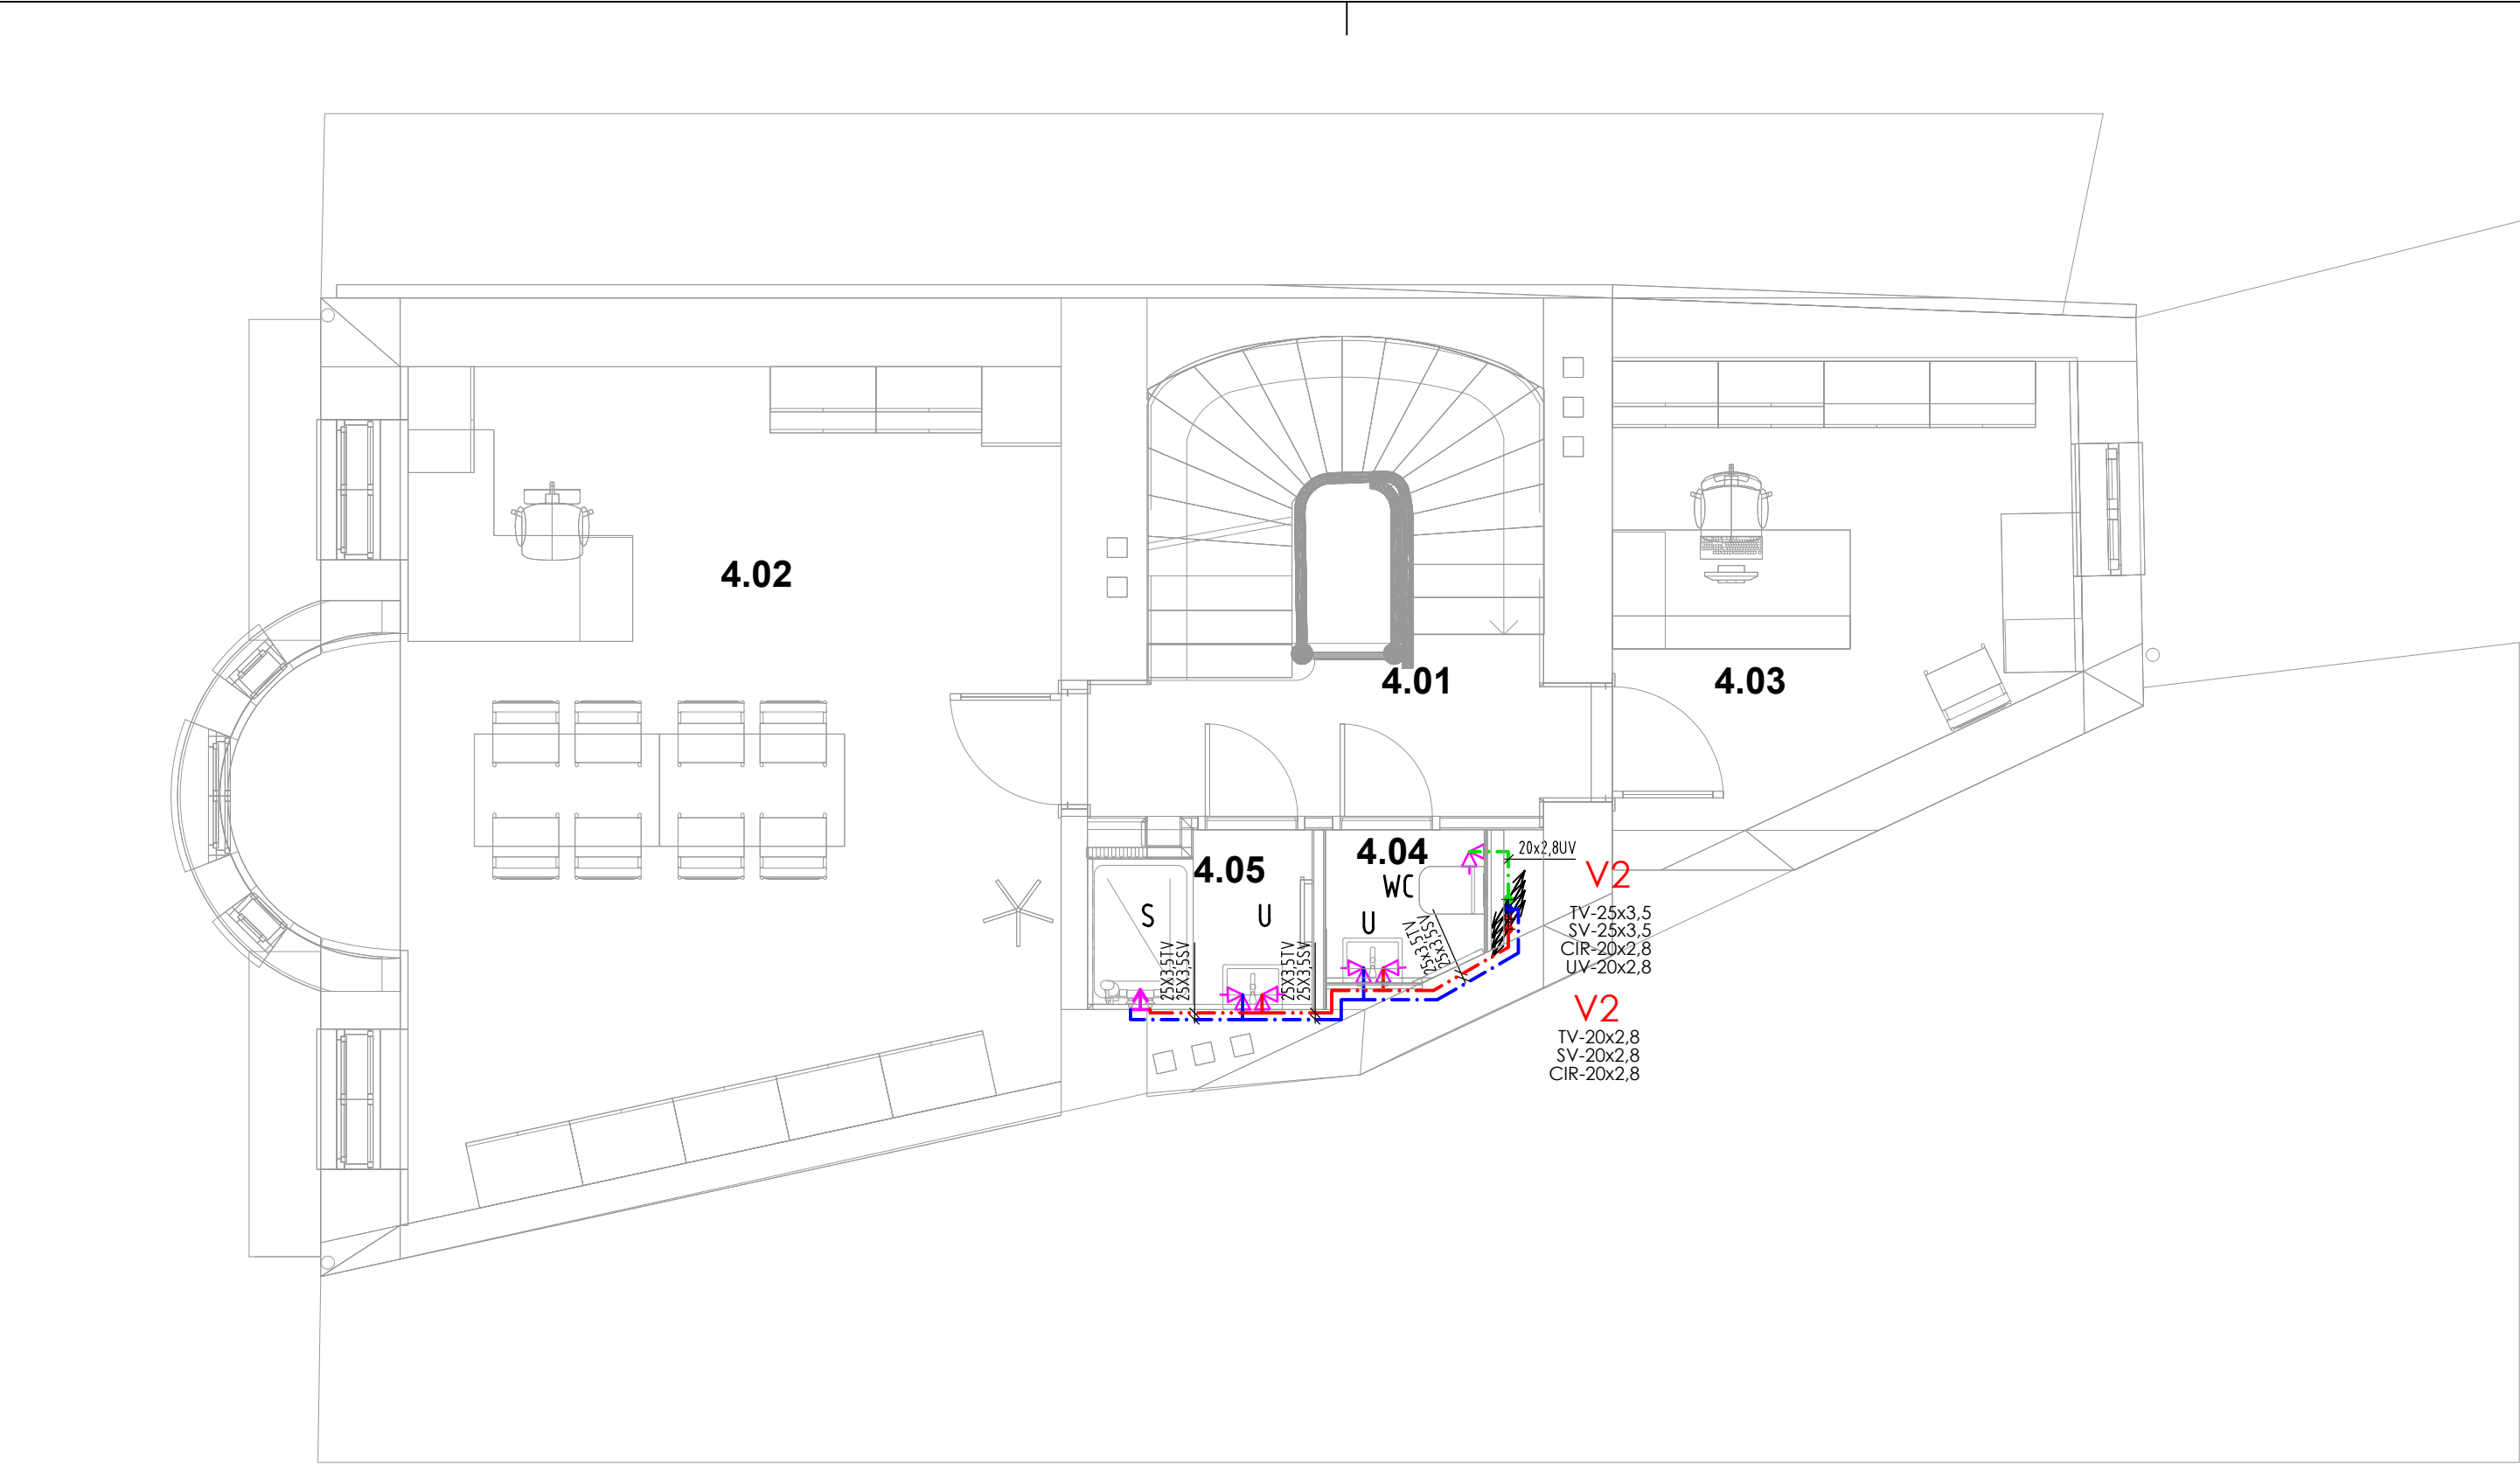 4.02
4.01
4.03
4.05
4.04
20x2,8UV
WC
V2
S
U
U
TV-25x3,5
SV-25x3,5
CIR-20x2,8
UV-20x2,8
25X3,5TV
25X3,5SV
25X3,5TV
25X3,5SV
25x3,5TV
25x3,5SV
V2
TV-20x2,8
SV-20x2,8
CIR-20x2,8